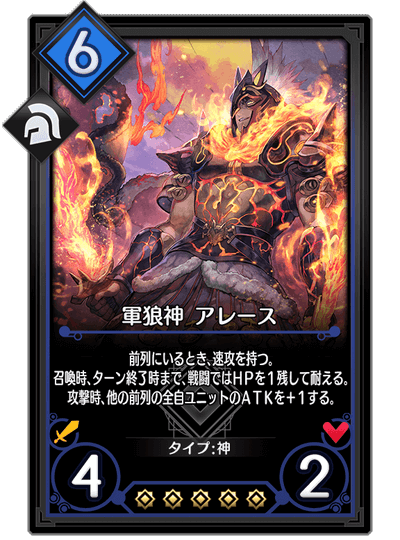 6
軍狼神 アレース
前列にいるとき、速攻を持つ。
召喚時、ターン終了時まで、戦闘ではHPを1残して耐える。
攻撃時、他の前列の全自ユニットのATKを+1する。
タイプ:神
4
2